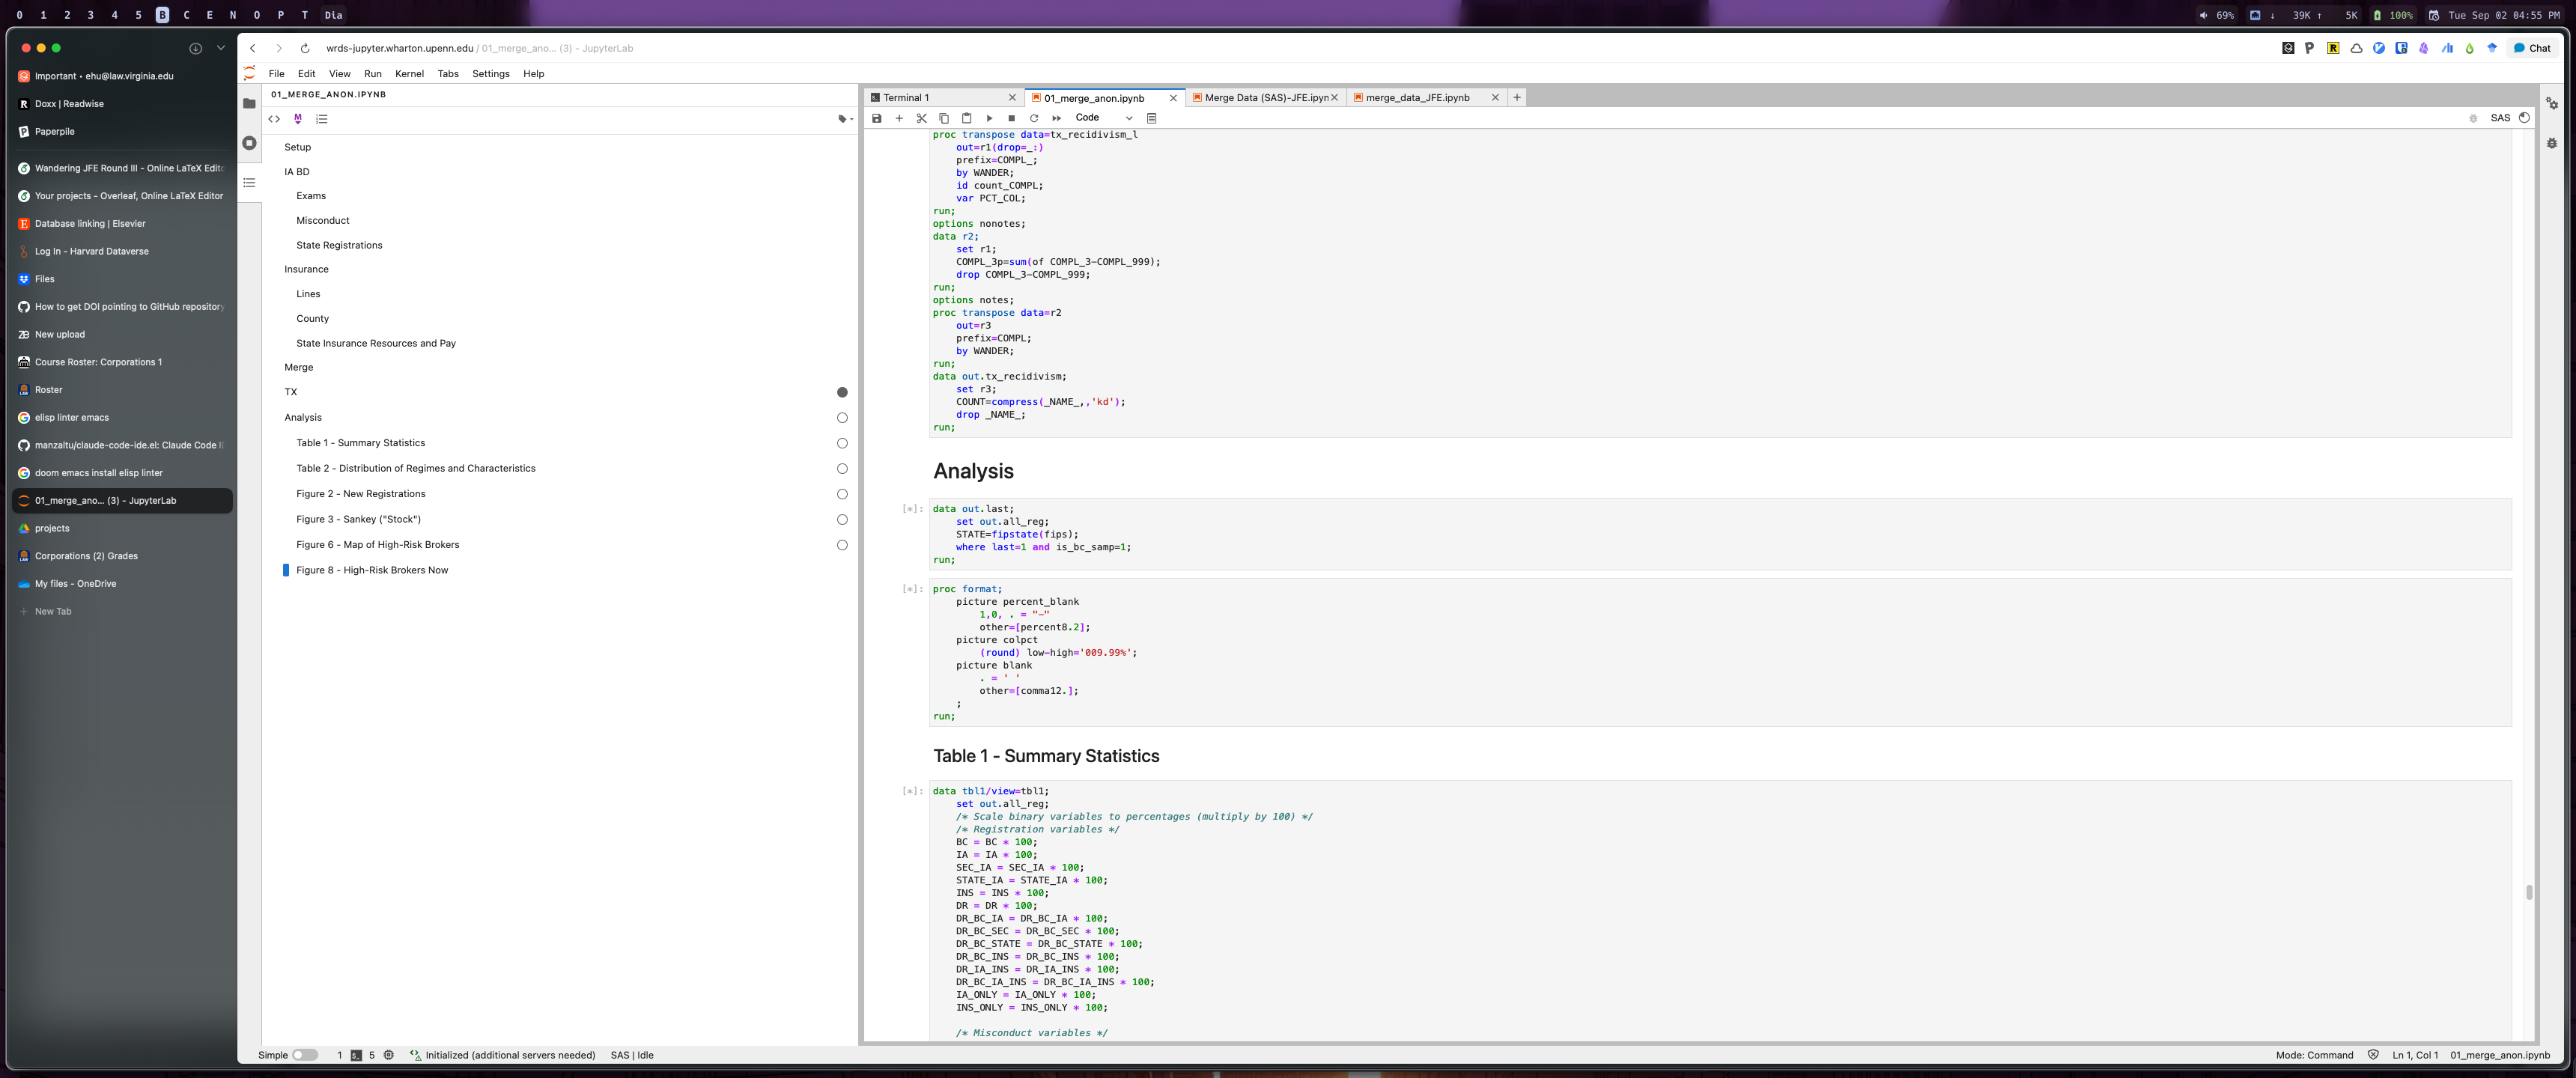 0 1 2 3 4 5 B C E N O P T Dia
69% ↓ 39K ↑ 5K 100% Tue Sep 02 04:55 PM
Important • ehu@law.virginia.edu
Doxx | Readwise
Paperpile
Wandering JFE Round III - Online LaTeX Edito
Your projects - Overleaf, Online LaTeX Editor
Database linking | Elsevier
Log In - Harvard Dataverse
Files
How to get DOI pointing to GitHub repository
New upload
Course Roster: Corporations 1
Roster
elisp linter emacs
manzaltu/claude-code-ide.el: Claude Code I
doom emacs install elisp linter
01_merge_ano... (3) - JupyterLab
projects
Corporations (2) Grades
My files - OneDrive
New Tab
wrds-jupyter.wharton.upenn.edu / 01_merge_ano... (3) - JupyterLab
Chat
File Edit View Run Kernel Tabs Settings Help
01_MERGE_ANON.IPYNB
Setup
IA BD
Exams
Misconduct
State Registrations
Insurance
Lines
County
State Insurance Resources and Pay
Merge
TX
Analysis
Table 1 - Summary Statistics
Table 2 - Distribution of Regimes and Characteristics
Figure 2 - New Registrations
Figure 3 - Sankey ("Stock")
Figure 6 - Map of High-Risk Brokers
Figure 8 - High-Risk Brokers Now
Terminal 1 01_merge_anon.ipynb Merge Data (SAS)-JFE.ipyn merge_data_JFE.ipynb
Code
SAS
proc transpose data=tx_recidivism_l
out=r1(drop=_:)
prefix=COMPL_;
by WANDER;
id count_COMPL;
var PCT_COL;
run;
options nonotes;
data r2;
set r1;
COMPL_3p=sum(of COMPL_3-COMPL_999);
drop COMPL_3-COMPL_999;
run;
options notes;
proc transpose data=r2
out=r3
prefix=COMPL;
by WANDER;
run;
data out.tx_recidivism;
set r3;
COUNT=compress(_NAME_,,'kd');
drop _NAME_;
run;
Analysis
[*]: data out.last;
set out.all_reg;
STATE=fipstate(fips);
where last=1 and is_bc_samp=1;
run;
[*]: proc format;
picture percent_blank
1,0, . = "—"
other=[percent8.2];
picture colpct
(round) low-high='009.99%';
picture blank
. = ' '
other=[comma12.];
;
run;
Table 1 - Summary Statistics
[*]: data tbl1/view=tbl1;
set out.all_reg;
/* Scale binary variables to percentages (multiply by 100) */
/* Registration variables */
BC = BC * 100;
IA = IA * 100;
SEC_IA = SEC_IA * 100;
STATE_IA = STATE_IA * 100;
INS = INS * 100;
DR = DR * 100;
DR_BC_IA = DR_BC_IA * 100;
DR_BC_SEC = DR_BC_SEC * 100;
DR_BC_STATE = DR_BC_STATE * 100;
DR_BC_INS = DR_BC_INS * 100;
DR_IA_INS = DR_IA_INS * 100;
DR_BC_IA_INS = DR_BC_IA_INS * 100;
IA_ONLY = IA_ONLY * 100;
INS_ONLY = INS_ONLY * 100;
/* Misconduct variables */
Simple 1 5 Initialized (additional servers needed) SAS | Idle
Mode: Command Ln 1, Col 1 01_merge_anon.ipynb